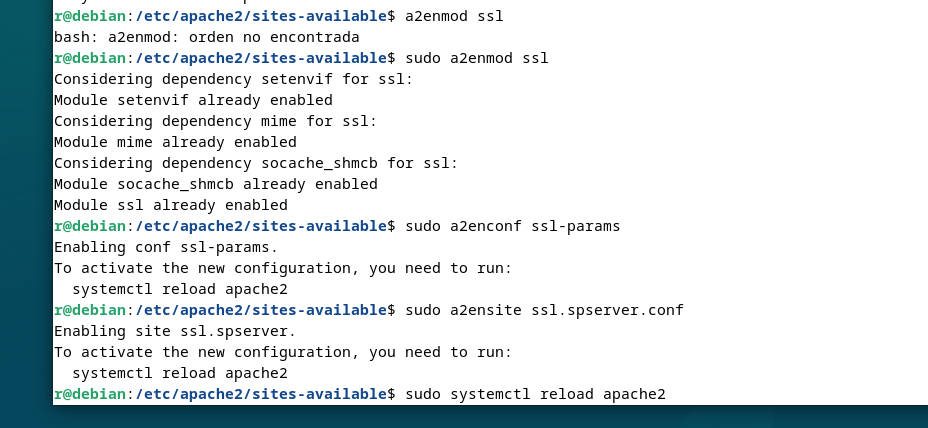 r@debian:/etc/apache2/sites-available$ a2enmod ssl
bash: a2enmod: orden no encontrada
r@debian:/etc/apache2/sites-available$ sudo a2enmod ssl
Considering dependency setenvif for ssl:
Module setenvif already enabled
Considering dependency mime for ssl:
Module mime already enabled
Considering dependency socache_shmcb for ssl:
Module socache_shmcb already enabled
Module ssl already enabled
r@debian:/etc/apache2/sites-available$ sudo a2enconf ssl-params
Enabling conf ssl-params.
To activate the new configuration, you need to run:
  systemctl reload apache2
r@debian:/etc/apache2/sites-available$ sudo a2ensite ssl.spserver.conf
Enabling site ssl.spserver.
To activate the new configuration, you need to run:
  systemctl reload apache2
r@debian:/etc/apache2/sites-available$ sudo systemctl reload apache2